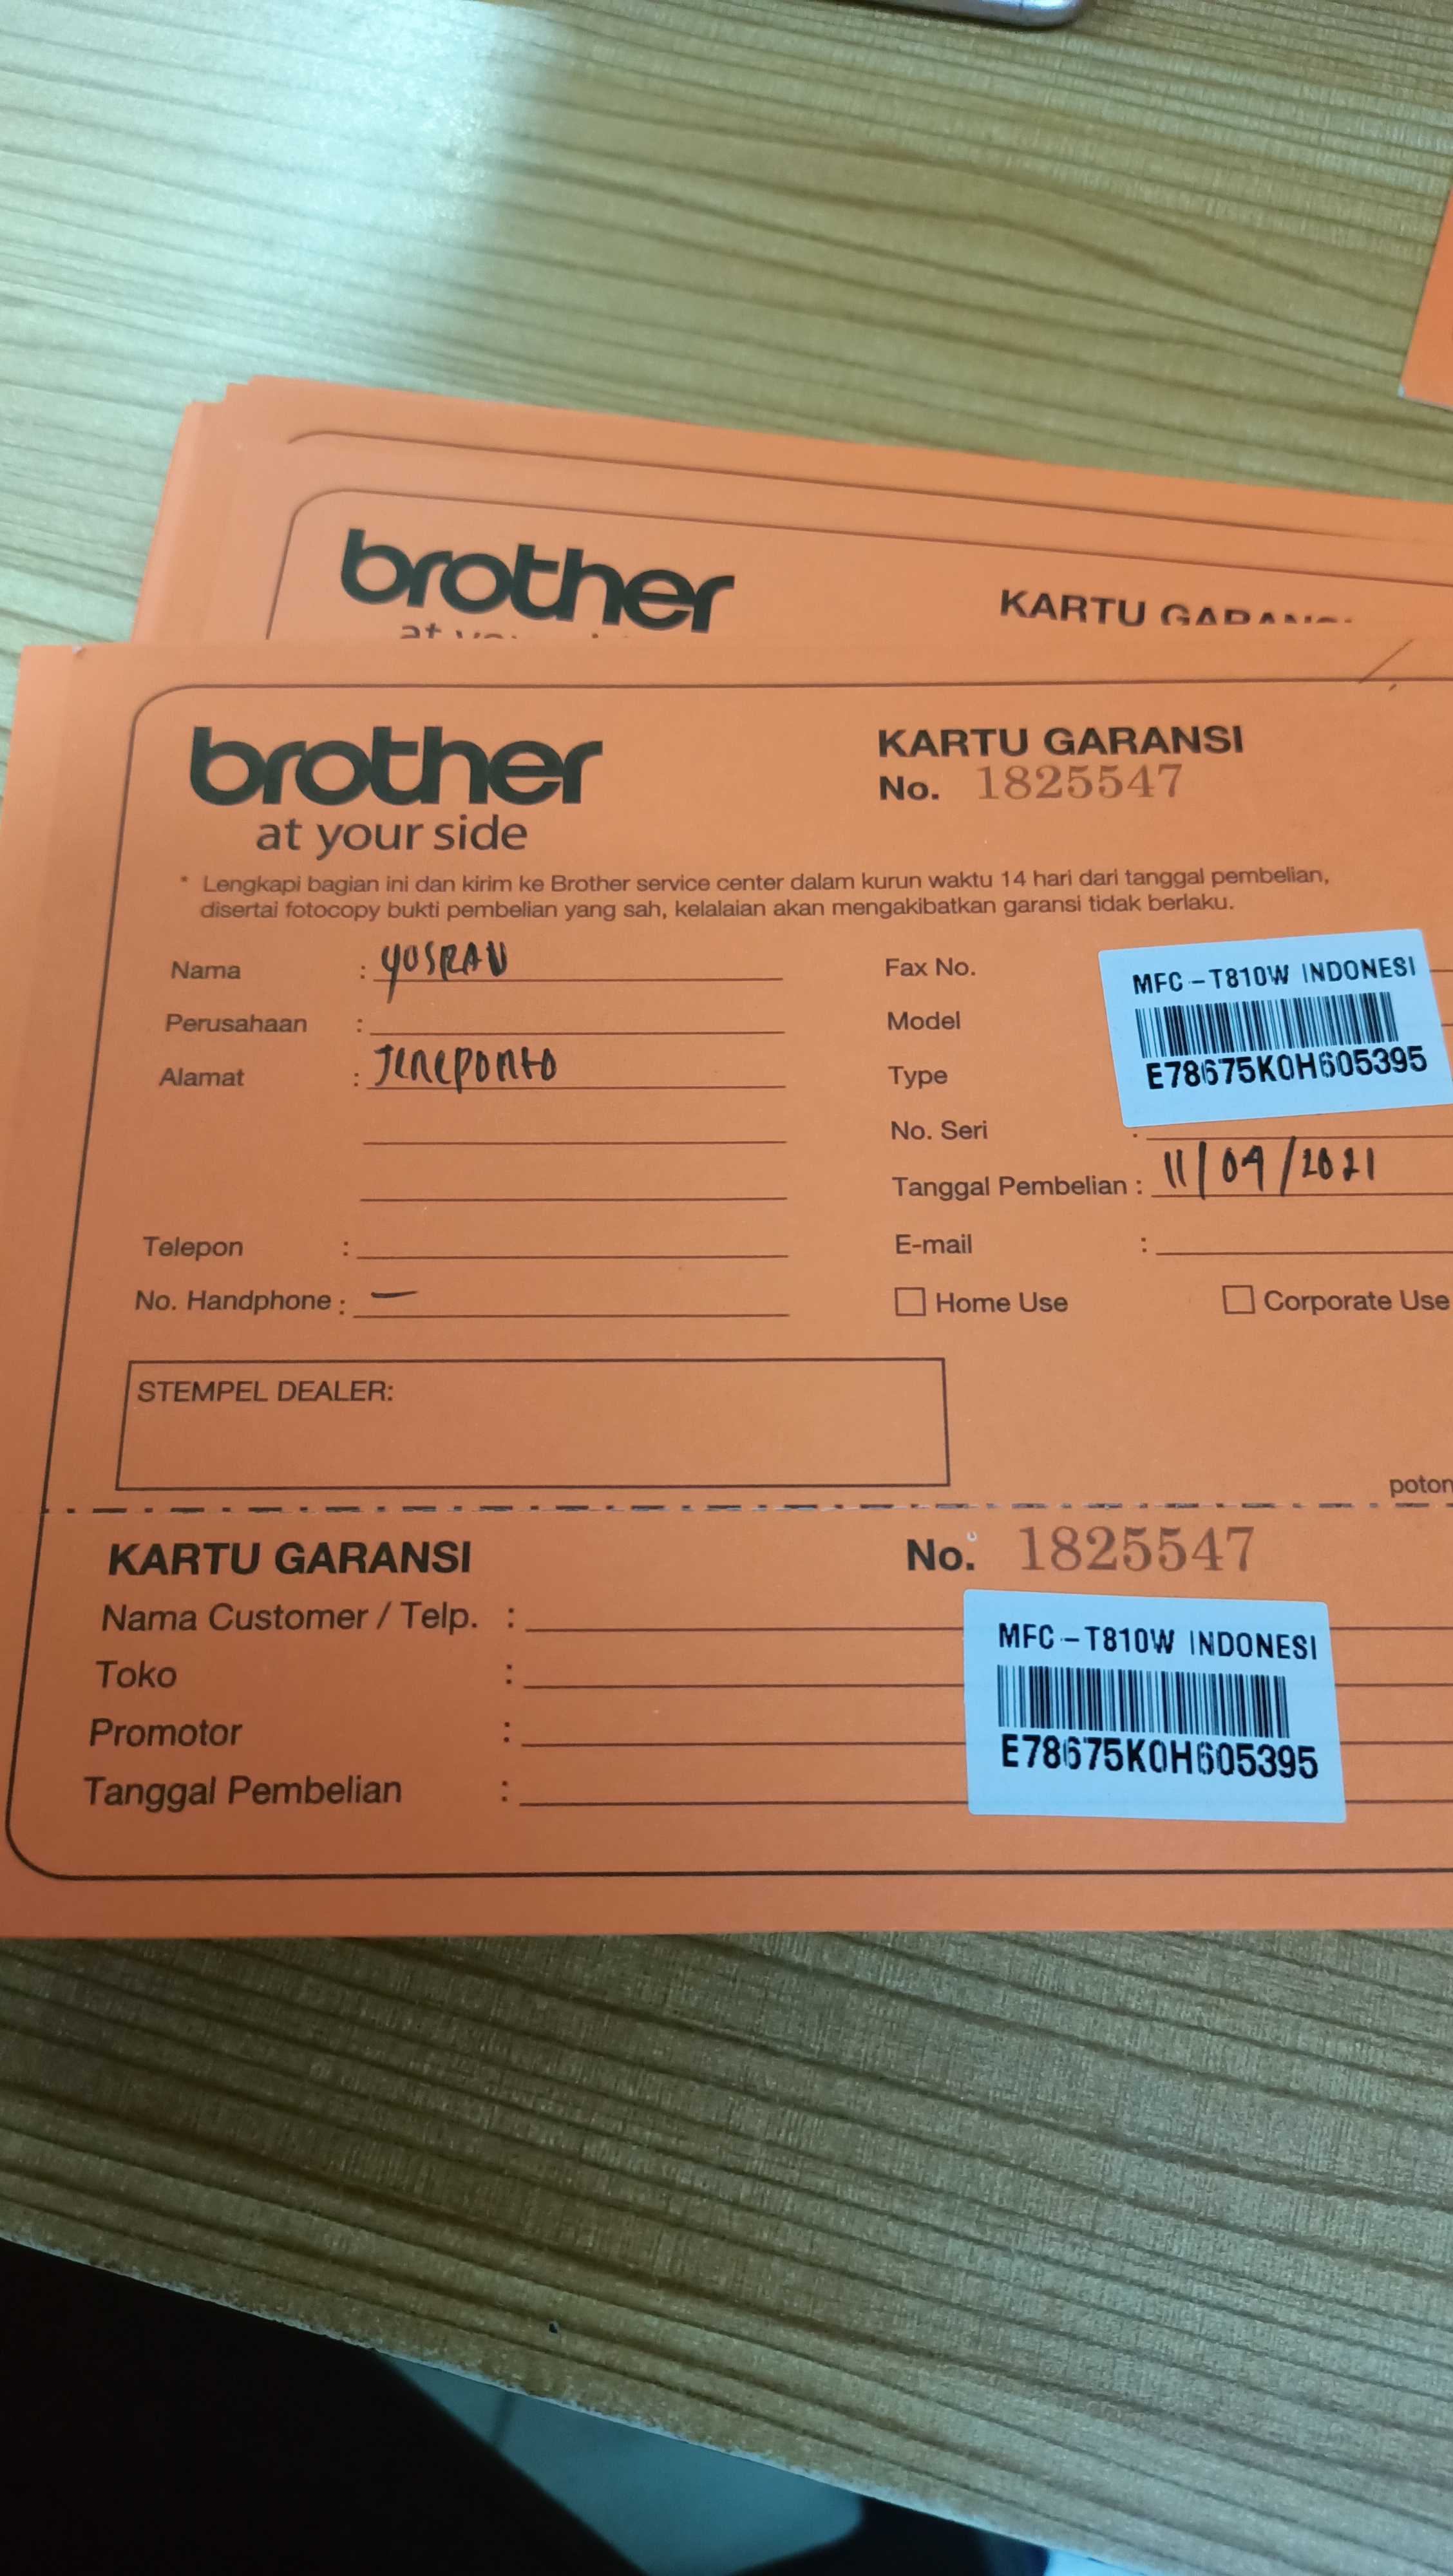 brother
KARTU
brother
at your side
KARTU GARANSI
No. 1825547
* Lengkapi bagian ini dan kirim ke Brother service center dalam kurun waktu 14 hari dari tanggal pembelian,
disertai fotocopy bukti pembelian yang sah, kelalaian akan mengakibatkan garansi tidak berlaku.
Nama : YOSRAN
Perusahaan :
Alamat : JENEPONTO
Telepon :
No. Handphone : —
Fax No.
Model
Type
No. Seri :
MFC-T810W INDONESI
E78675K0H605395
Tanggal Pembelian : 11/09/2021
E-mail :
Home Use
Corporate Use
STEMPEL DEALER:
KARTU GARANSI
No. 1825547
Nama Customer / Telp. :
Toko :
Promotor :
Tanggal Pembelian :
MFC-T810W INDONESI
E78675K0H605395